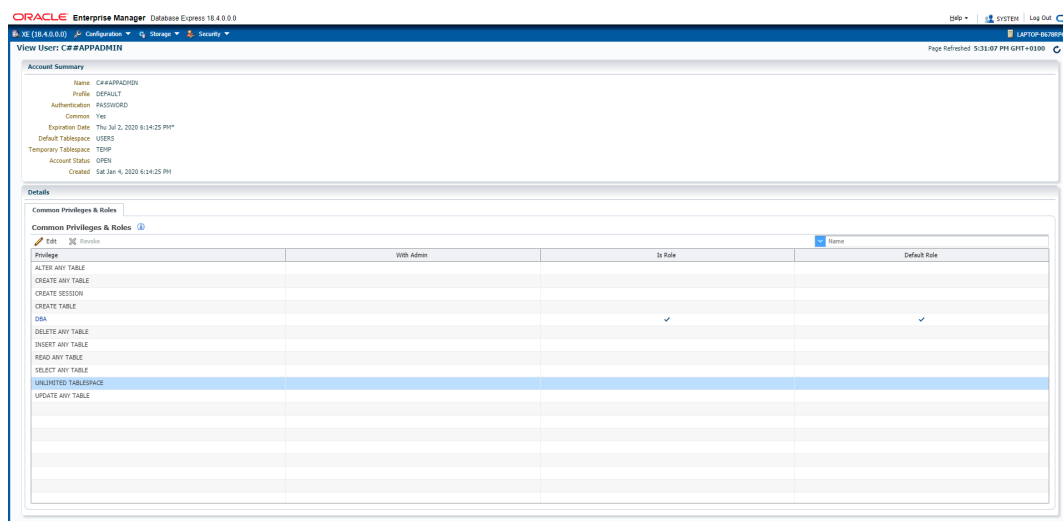 ORACLE Enterprise Manager Database Express 18.4.0.0.0 Help SYSTEM Log Out
XE (18.4.0.0.0) Configuration Storage Security
View User: C##APPADMIN Page Refreshed 5:31:07 PM GMT+0100
Account Summary
Name C##APPADMIN
Profile DEFAULT
Authentication PASSWORD
Common Yes
Expiration Date Thu Jul 2, 2020 6:14:25 PM*
Default Tablespace USERS
Temporary Tablespace TEMP
Account Status OPEN
Created Sat Jan 4, 2020 6:14:25 PM
Details
Common Privileges & Roles
Common Privileges & Roles
Edit Revoke Name
Privilege With Admin Is Role Default Role
ALTER ANY TABLE
CREATE ANY TABLE
CREATE SESSION
CREATE TABLE
DBA
DELETE ANY TABLE
INSERT ANY TABLE
READ ANY TABLE
SELECT ANY TABLE
UNLIMITED TABLESPACE
UPDATE ANY TABLE